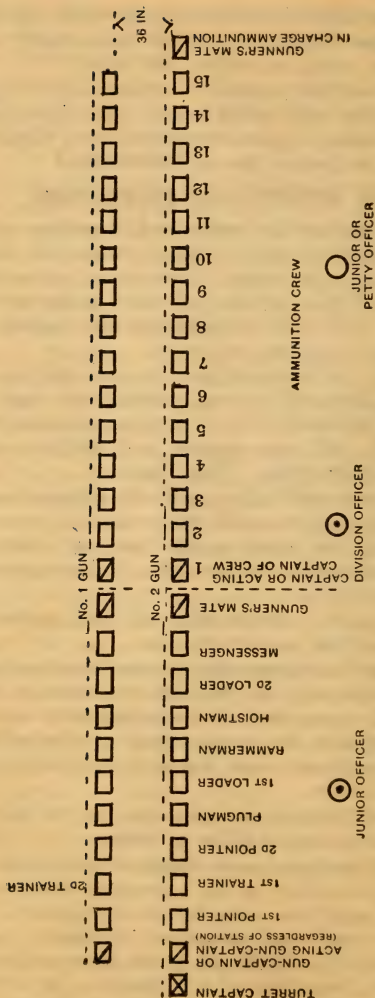 36 IN.
No. 1 GUN
2D TRAINER
No. 2 GUN
GUNNER'S MATE
IN CHARGE AMMUNITION
15
14
13
12
11
10
9
8
7
6
5
4
3
2
1
CAPTAIN OR ACTING
CAPTAIN OF CREW
GUNNER'S MATE
MESSENGER
2D LOADER
HOISTMAN
RAMMERMAN
1ST LOADER
PLUGMAN
2D POINTER
1ST TRAINER
1ST POINTER
GUN-CAPTAIN OR
ACTING GUN-CAPTAIN
(REGARDLESS OF STATION)
TURRET CAPTAIN
AMMUNITION CREW
JUNIOR OR
PETTY OFFICER
DIVISION OFFICER
JUNIOR OFFICER